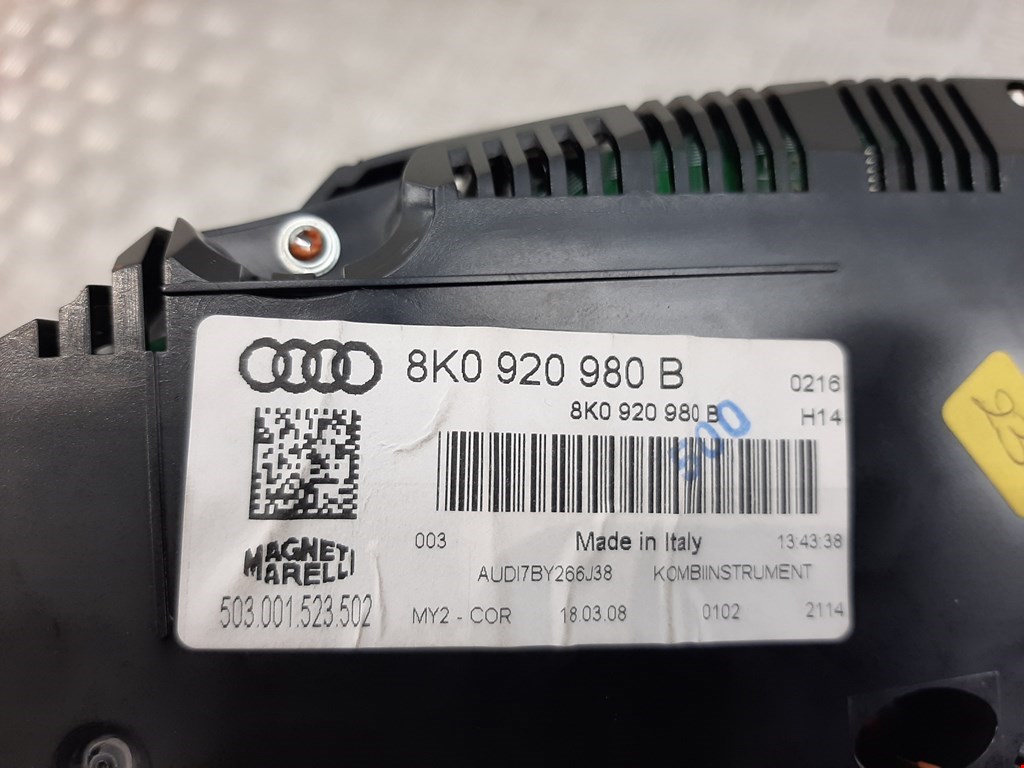 8K0 920 980 B
0216
8K0 920 980 B
H14
500
MAGNETI
MARELLI
503.001.523.502
003 Made in Italy 13:43:38
AUDI7BY266J38 KOMBIINSTRUMENT
MY2 - COR 18.03.08 0102 2114